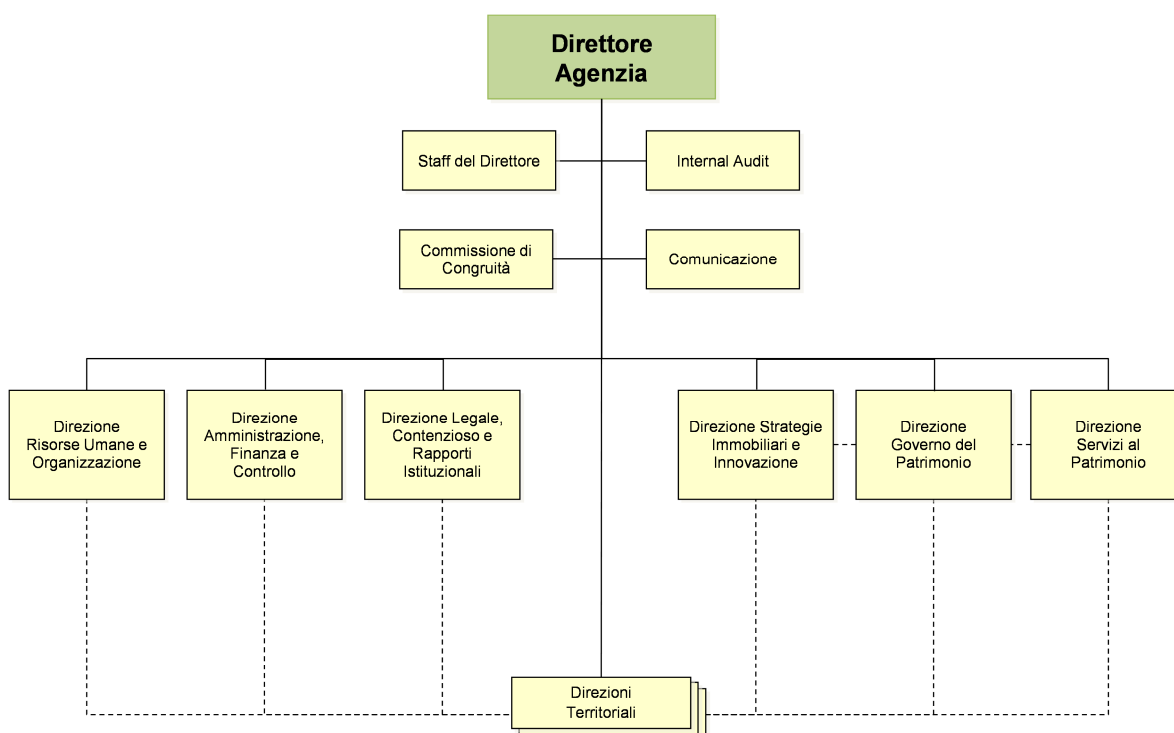 Direttore
Agenzia
Staff del Direttore
Internal Audit
Commissione di
Congruità
Comunicazione
Direzione
Risorse Umane e
Organizzazione
Direzione
Amministrazione,
Finanza e
Controllo
Direzione Legale,
Contenzioso e
Rapporti
Istituzionali
Direzione Strategie
Immobiliari e
Innovazione
Direzione
Governo del
Patrimonio
Direzione
Servizi al
Patrimonio
Direzioni
Territoriali